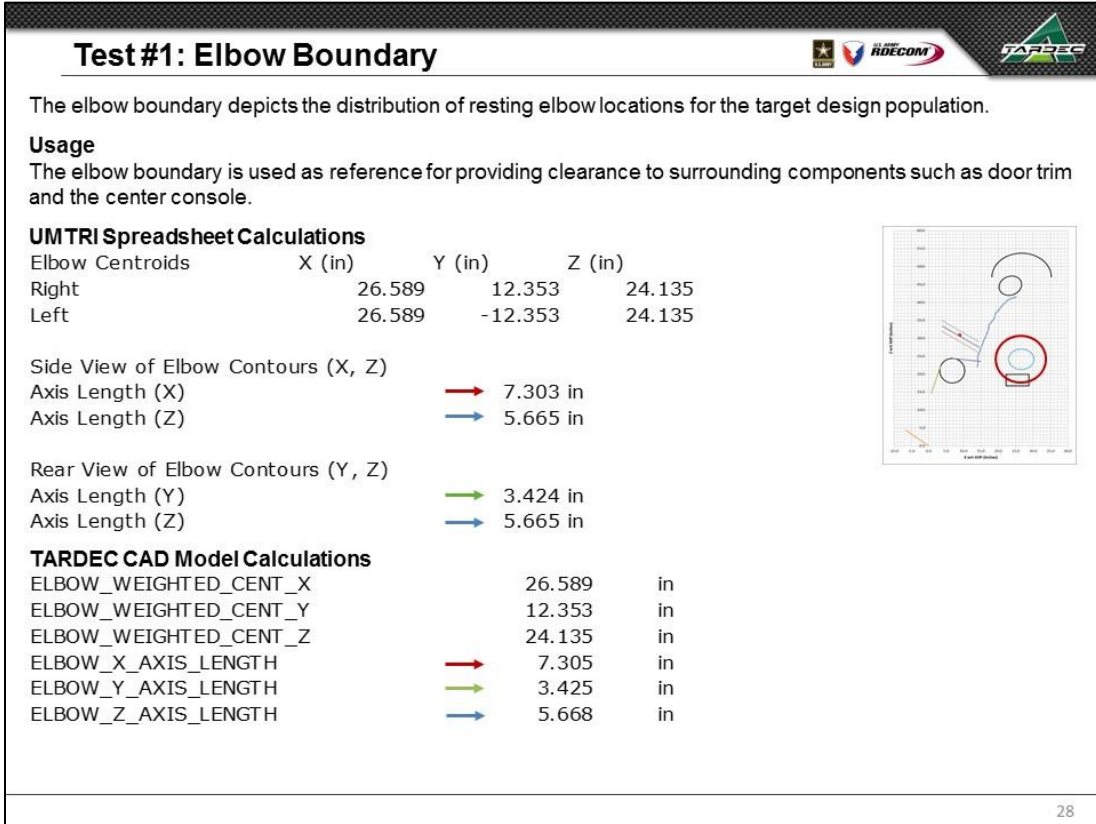 Test #1: Elbow Boundary
U.S. ARMY
U.S. ARMY
RDECOM
TARDEC
The elbow boundary depicts the distribution of resting elbow locations for the target design population.
Usage
The elbow boundary is used as reference for providing clearance to surrounding components such as door trim
and the center console.
UMTRI Spreadsheet Calculations
Elbow Centroids X (in) Y (in) Z (in)
Right 26.589 12.353 24.135
Left 26.589 -12.353 24.135
Side View of Elbow Contours (X, Z)
Axis Length (X) 7.303 in
Axis Length (Z) 5.665 in
Rear View of Elbow Contours (Y, Z)
Axis Length (Y) 3.424 in
Axis Length (Z) 5.665 in
TARDEC CAD Model Calculations
ELBOW_WEIGHTED_CENT_X 26.589 in
ELBOW_WEIGHTED_CENT_Y 12.353 in
ELBOW_WEIGHTED_CENT_Z 24.135 in
ELBOW_X_AXIS_LENGTH 7.305 in
ELBOW_Y_AXIS_LENGTH 3.425 in
ELBOW_Z_AXIS_LENGTH 5.668 in
28